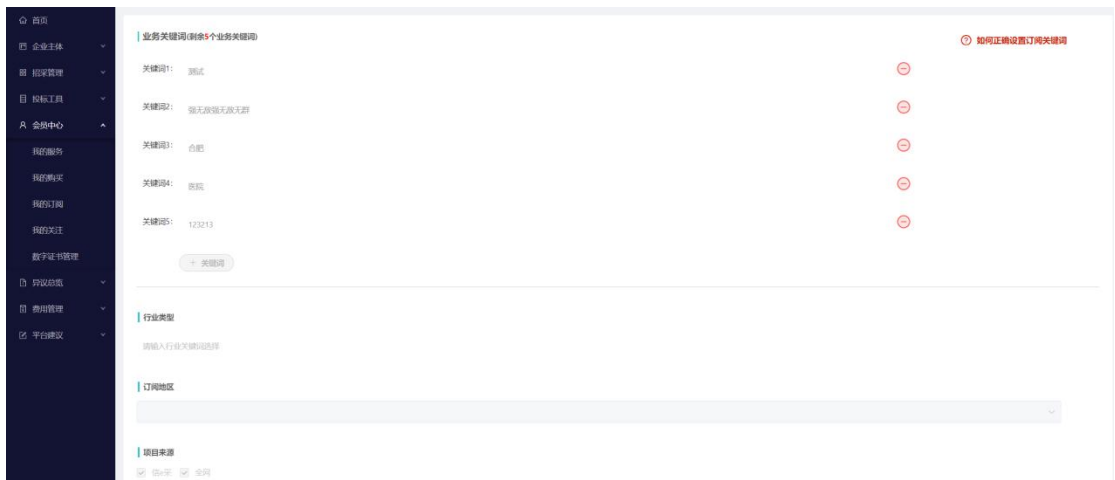 首页
企业主体
招采管理
投标工具
会员中心
我的服务
我的购买
我的订阅
我的关注
数字证书管理
异议总览
费用管理
平台建议
业务关键词(剩余5个业务关键词)
如何正确设置订阅关键词
关键词1: 测试
关键词2: 强无敌强无敌无群
关键词3: 合肥
关键词4: 医院
关键词5: 123213
+ 关键词
行业类型
请输入行业关键词选择
订阅地区
项目来源
信e采 全网